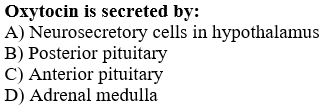 Oxytocin is secreted by:
A) Neurosecretory cells in hypothalamus
B) Posterior pituitary
C) Anterior pituitary
D) Adrenal medulla